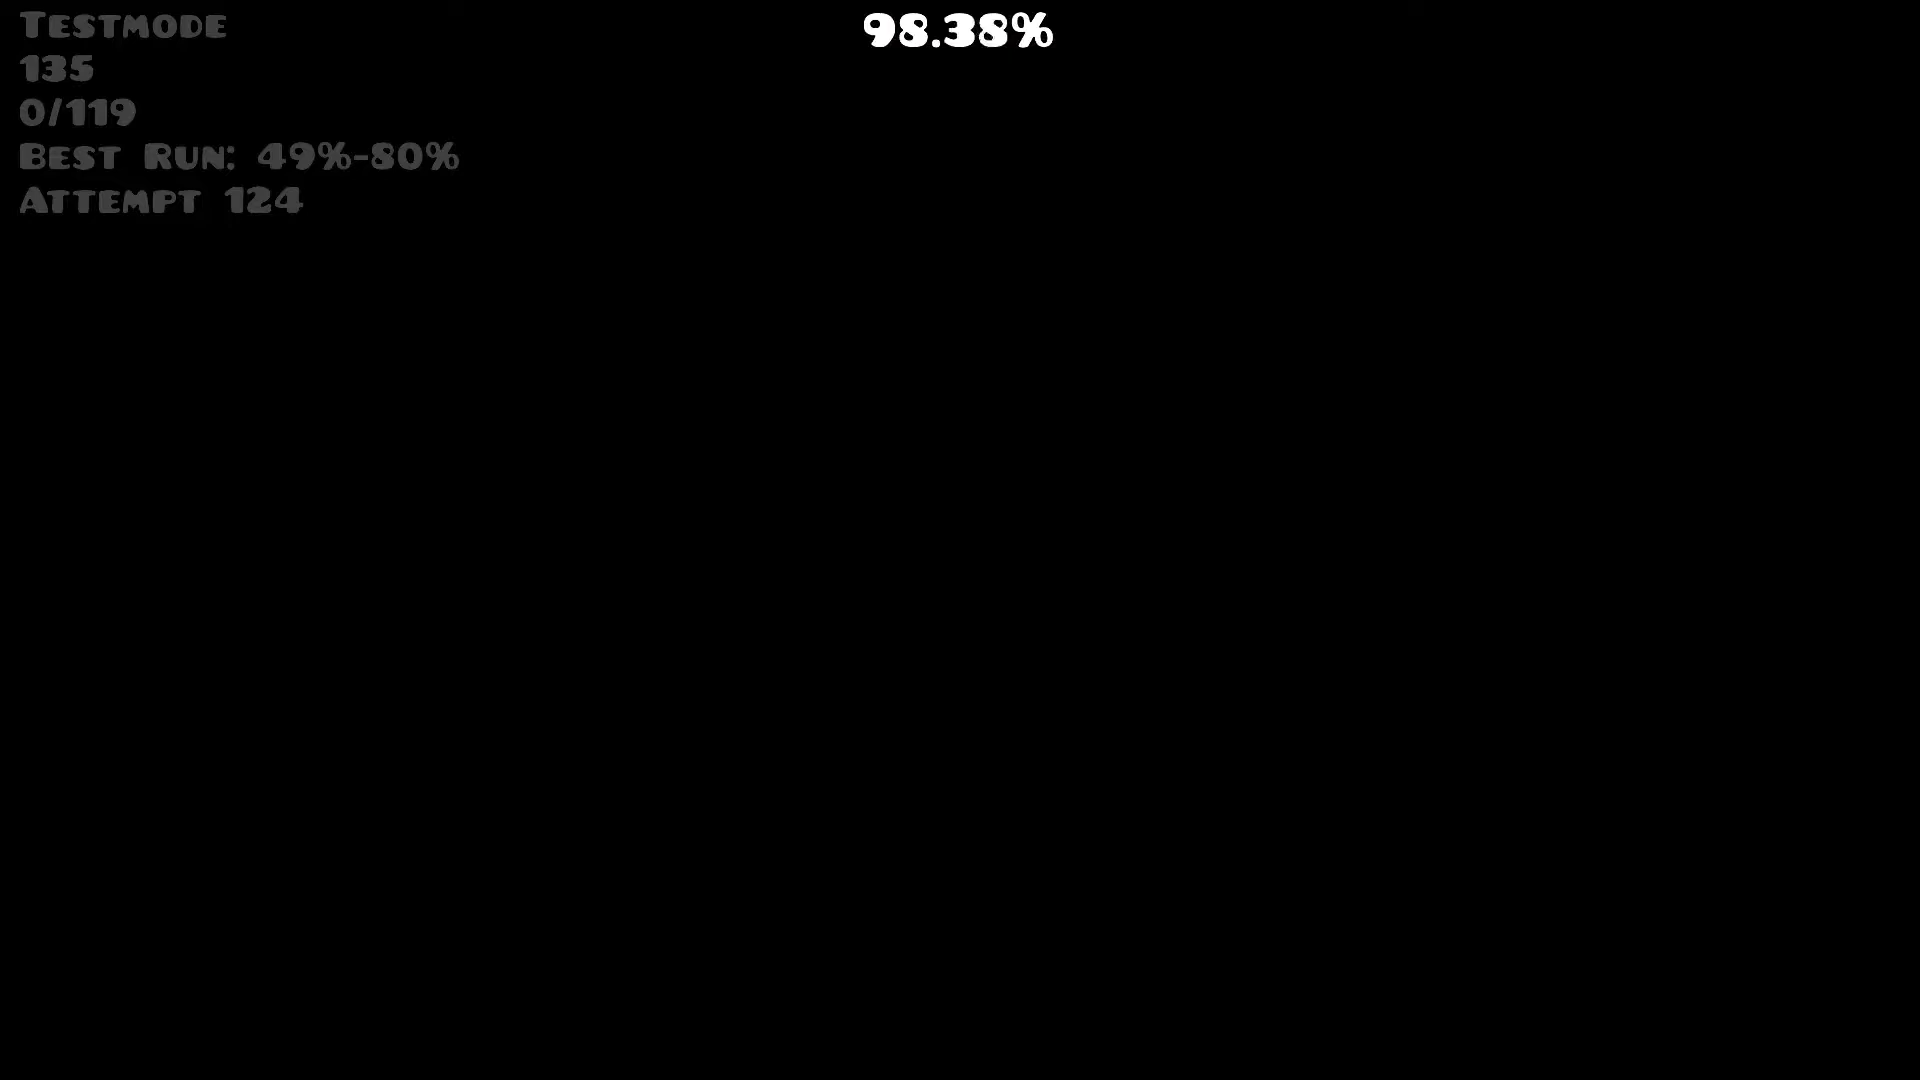 Testmode
135
0/119
Best Run: 49%-80%
Attempt 124
98.38%